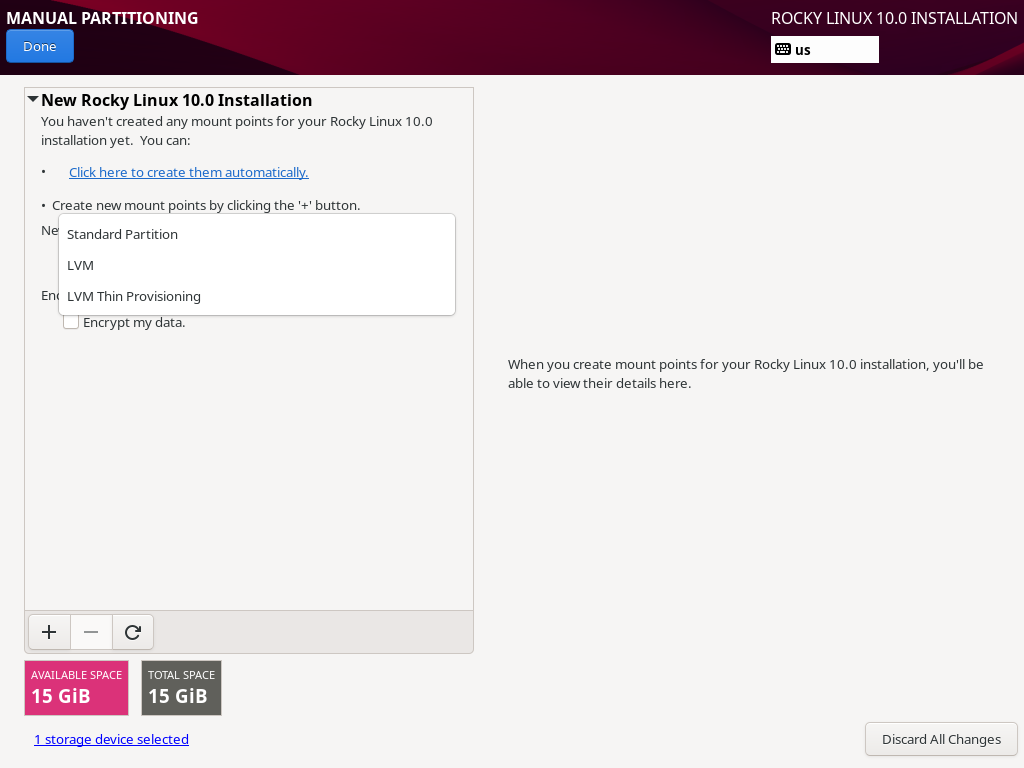 MANUAL PARTITIONING
ROCKY LINUX 10.0 INSTALLATION
Done
us
New Rocky Linux 10.0 Installation
You haven't created any mount points for your Rocky Linux 10.0
installation yet.  You can:
• Click here to create them automatically.
• Create new mount points by clicking the '+' button.
Standard Partition
LVM
LVM Thin Provisioning
Encrypt my data.
When you create mount points for your Rocky Linux 10.0 installation, you'll be
able to view their details here.
AVAILABLE SPACE
15 GiB
TOTAL SPACE
15 GiB
1 storage device selected
Discard All Changes